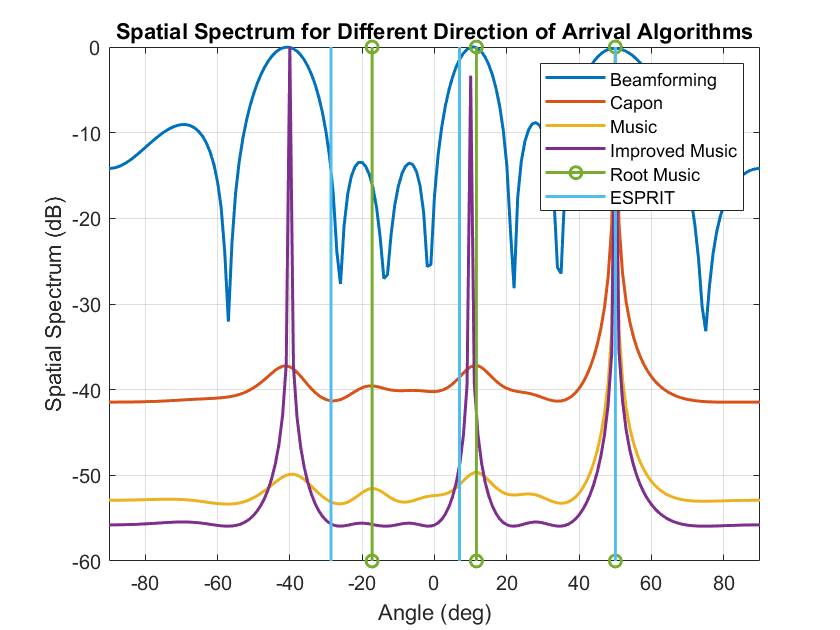 Spatial Spectrum for Different Direction of Arrival Algorithms
0
-10
-20
-30
-40
-50
-60
Spatial Spectrum (dB)
Beamforming
Capon
Music
Improved Music
Root Music
ESPRIT
-80 -60 -40 -20 0 20 40 60 80
Angle (deg)